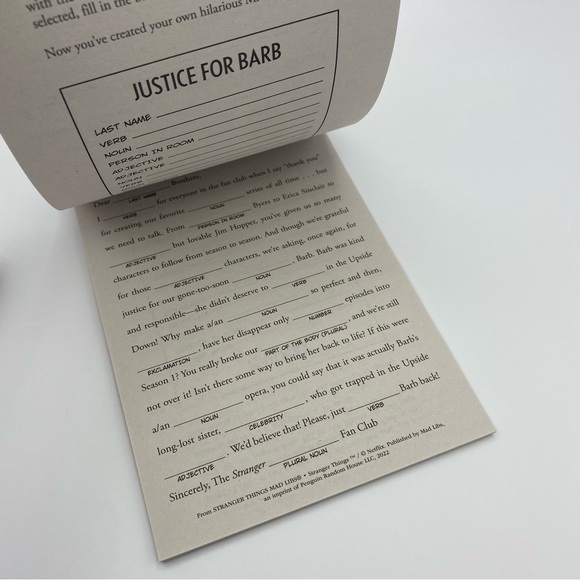 with th
selected, fill in the
Now you've created your own hilarious M
JUSTICE FOR BARB
LAST NAME
VERB
NOUN
PERSON IN ROOM
ADJECTIVE
ADJECTIVE
NOUN
VERB
Dear Brothers,
LAST NAME
I for everyone in the fan club when I say "thank you"
VERB
for creating our favorite series of all time . . . but
NOUN
we need to talk. From Byers to Erica Sinclair to
PERSON IN ROOM
but lovable Jim Hopper, you've given us so many
ADJECTIVE
characters to follow from season to season. And though we're grateful
for those characters, we're asking, once again, for
ADJECTIVE
justice for our gone-too-soon , Barb. Barb was kind
NOUN
and responsible—she didn't deserve to in the Upside
VERB
Down! Why make a/an so perfect and then,
NOUN
, have her disappear only episodes into
EXCLAMATION NUMBER
Season 1? You really broke our , and we're still
PART OF THE BODY (PLURAL)
not over it! Isn't there some way to bring her back to life? If this were
a/an opera, you could say that it was actually Barb's
NOUN
long-lost sister, , who got trapped in the Upside
CELEBRITY
. We'd believe that! Please, just Barb back!
ADJECTIVE VERB
Sincerely, The Stranger Fan Club
PLURAL NOUN
From STRANGER THINGS MAD LIBS® • Stranger Things™ / © Netflix. Published by Mad Libs,
an imprint of Penguin Random House LLC, 2022